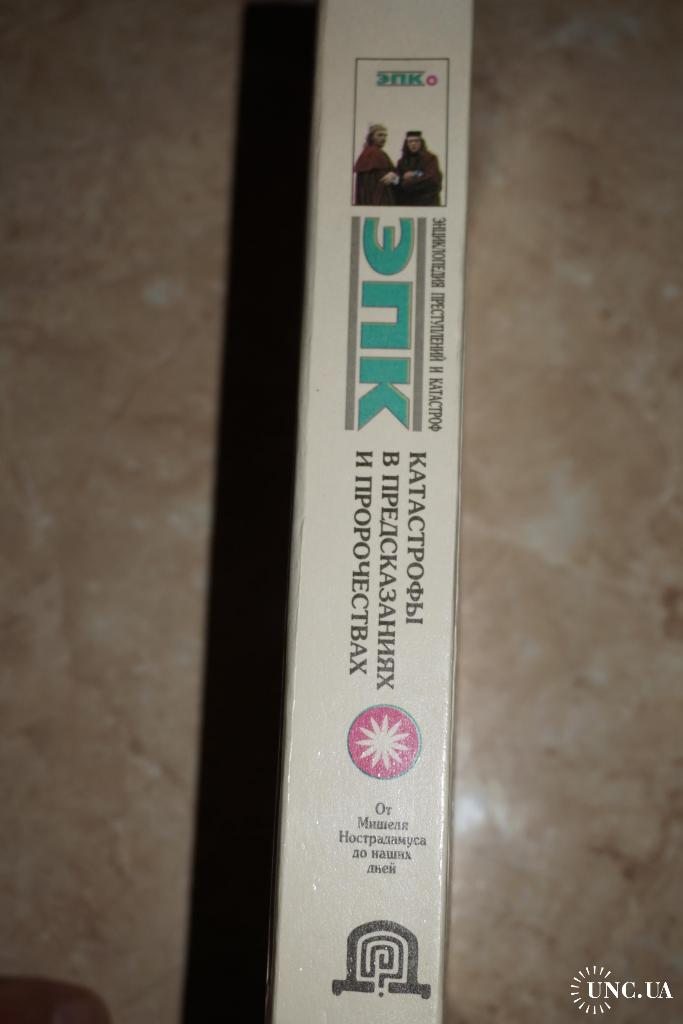 ЭПК
ЭНЦИКЛОПЕДИЯ ПРЕСТУПЛЕНИЙ И КАТАСТРОФ
ЭПК
КАТАСТРОФЫ
В ПРЕДСКАЗАНИЯХ
И ПРОРОЧЕСТВАХ
От
Мишеля
Нострадамуса
до наших
дней
UNC.UA